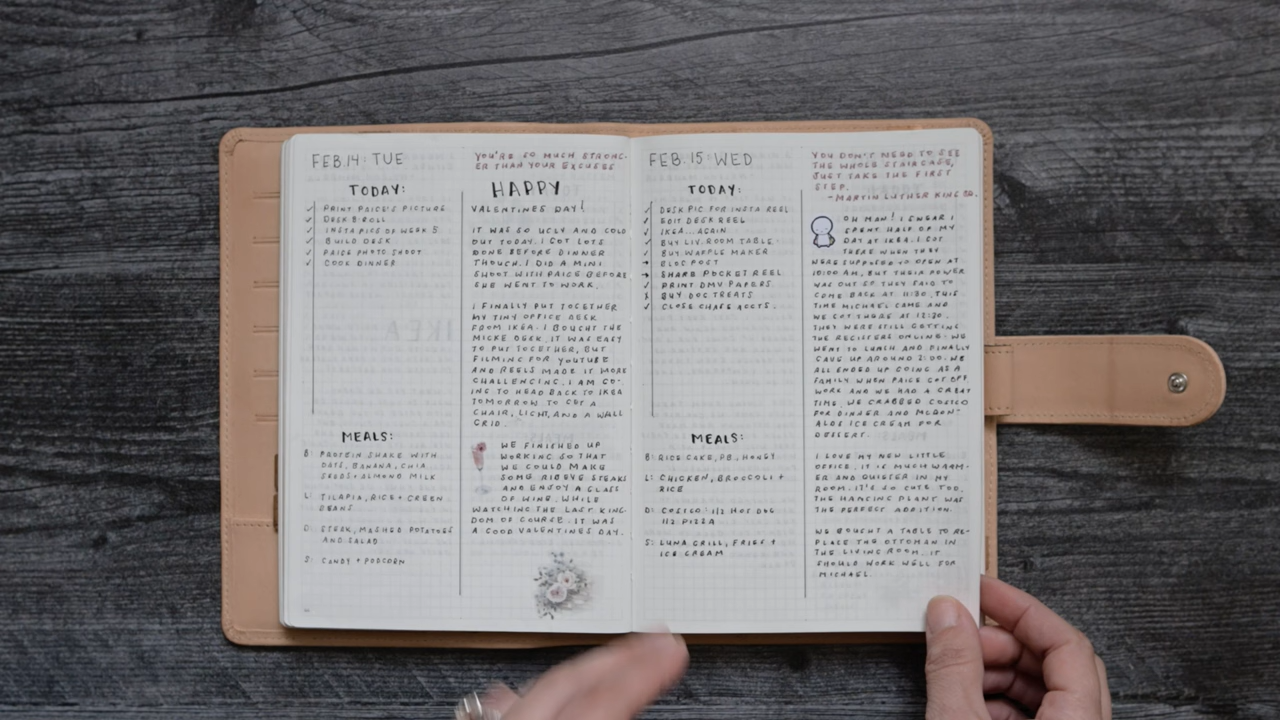 FEB.14: TUE
TODAY:
PRINT PAIGE'S PICTURE
DESK B-ROLL
INSTA PICS OF WEEK 5
BUILD DESK
PAIGE PHOTO SHOOT
COOK DINNER
MEALS:
B: PROTEIN SHAKE WITH
DATE, BANANA, CHIA
SEEDS + ALMOND MILK
L: TILAPIA, RICE + GREEN
BEANS
D: STEAK, MASHED POTATOES
AND SALAD
S: CANDY + POPCORN
YOU'RE SO MUCH STRONG-
ER THAN YOUR EXCUSES
HAPPY
VALENTINES DAY!
IT WAS SO UGLY AND COLD
OUT TODAY. I GOT LOTS
DONE BEFORE DINNER
THOUGH. I DID A MINI
SHOOT WITH PAIGE BEFORE
SHE WENT TO WORK.
I FINALLY PUT TOGETHER
MY TINY OFFICE DESK
FROM IKEA. I BOUGHT THE
MICKE DESK. IT WAS EASY
TO PUT TOGETHER, BUT
FILMING FOR YOUTUBE
AND REELS MADE IT MORE
CHALLENGING. I AM GO-
ING TO HEAD BACK TO IKEA
TOMORROW TO GET A
CHAIR, LIGHT, AND A WALL
GRID.
WE FINISHED UP
WORKING SO THAT
WE COULD MAKE
SOME RIBEYE STEAKS
AND ENJOY A GLASS
OF WINE, WHILE
WATCHING THE LAST KING-
DOM OF COURSE. IT WAS
A GOOD VALENTINES DAY.
FEB. 15: WED
TODAY:
DESK PIC FOR INSTA REEL
EDIT DESK REEL
IKEA... AGAIN
BUY LIV. ROOM TABLE
BUY WAFFLE MAKER
BLOG POST
SHARE POCKET REEL
PRINT DMV PAPERS
BUY DOG TREATS
CLOSE CHASE ACCTS.
MEALS:
B: RICE CAKE, PB, HONEY
L: CHICKEN, BROCCOLI +
RICE
D: COSTCO! 1/2 HOT DOG
1/2 PIZZA
S: LUNA GRILL, FRIES +
ICE CREAM
YOU DON'T NEED TO SEE
THE WHOLE STAIRCASE,
JUST TAKE THE FIRST
STEP.
-MARTIN LUTHER KING
OH MAN! I SWEAR I
SPENT HALF OF MY
DAY AT IKEA. I GOT
THERE WHEN THEY
WERE SUPPOSED TO OPEN AT
10:00 AM, BUT THEIR POWER
WAS OUT SO THEY SAID TO
COME BACK AT 11:30. THIS
TIME MICHAEL CAME AND
WE GOT THERE AT 12:30.
THEY WERE STILL GETTING
THE REGISTERS ONLINE. WE
WENT TO LUNCH AND FINALLY
GAVE UP AROUND 2:00. WE
ALL ENDED UP GOING AS A
FAMILY WHEN PAIGE GOT OFF
WORK AND WE HAD A GREAT
TIME. WE GRABBED COSTCO
FOR DINNER AND MCDON-
ALDS ICE CREAM FOR
DESSERT.
I LOVE MY NEW LITTLE
OFFICE. IT IS MUCH WARM-
ER AND QUIETER IN MY
ROOM. IT'S SO CUTE TOO.
THE HANGING PLANT WAS
THE PERFECT ADDITION.
WE BOUGHT A TABLE TO RE-
PLACE THE OTTOMAN IN
THE LIVING ROOM. IT
SHOULD WORK WELL FOR
MICHAEL.